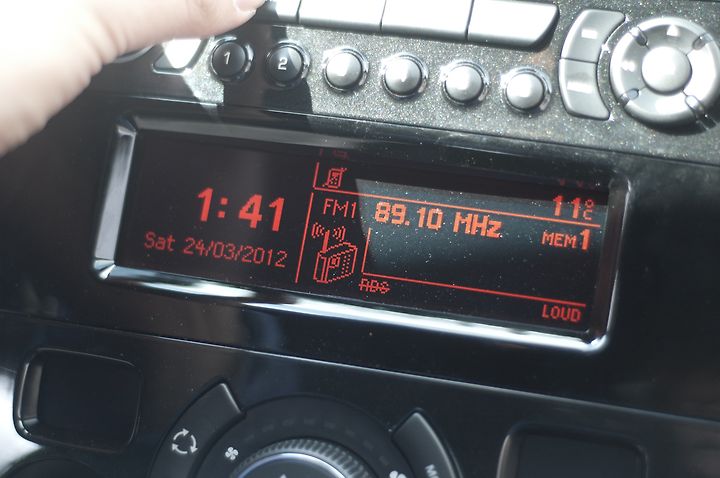 1
2
11°C
1:41
FM1
89.10 MHz
MEM1
Sat 24/03/2012
RDS
LOUD